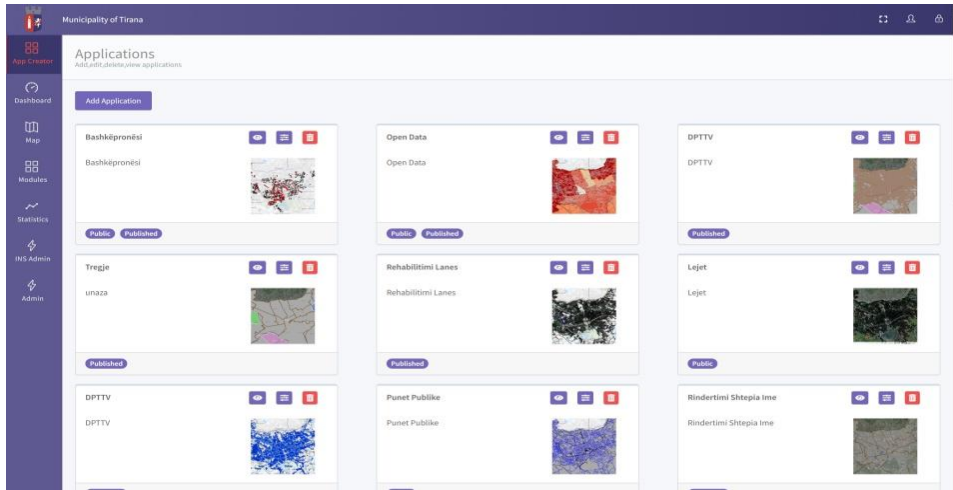 Municipality of Tirana
App Creator
Dashboard
Map
Modules
Statistics
INS Admin
Admin
Applications
Add,edit,delete,view applications
Add Application
Bashkëpronësi
Bashkëpronësi
Public Published
Open Data
Open Data
Public Published
DPTTV
DPTTV
Published
Tregje
unaza
Published
Rehabilitimi Lanes
Rehabilitimi Lanes
Published
Lejet
Lejet
Public
DPTTV
DPTTV
Punet Publike
Punet Publike
Rindertimi Shtepia Ime
Rindertimi Shtepia Ime